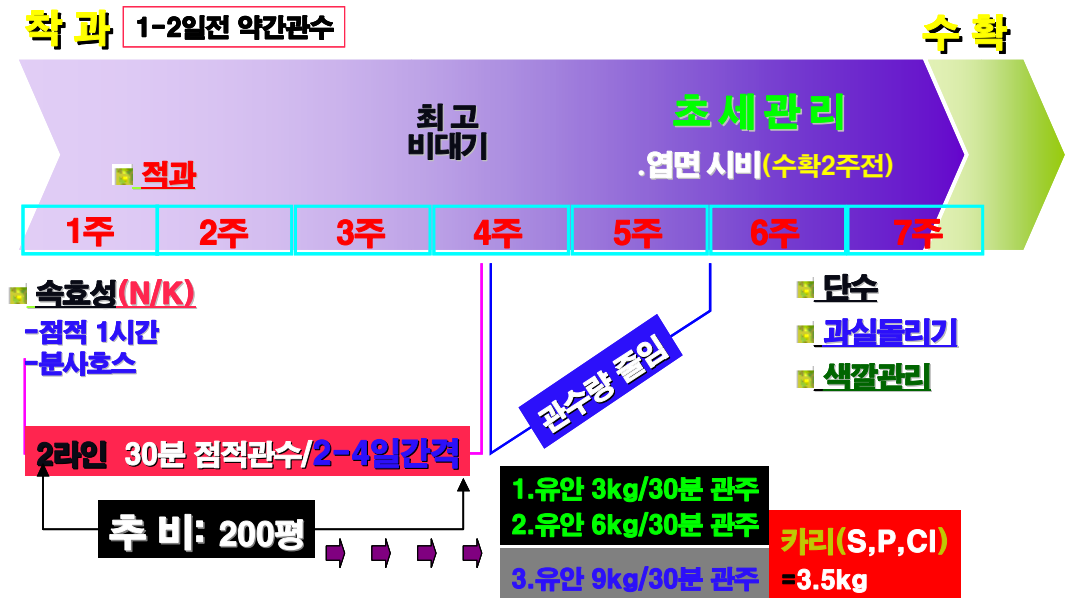 착 과
1-2일전 약간관수
수 확
최 고
비대기
초 세 관 리
.엽면 시비(수확2주전)
적과
1주
2주
3주
4주
5주
6주
7주
속효성(N/K)
-점적 1시간
-분사호스
단수
과실돌리기
색깔관리
관수량 줄임
2라인 30분 점적관수/2-4일간격
추 비: 200평
1.유안 3kg/30분 관주
2.유안 6kg/30분 관주
3.유안 9kg/30분 관주
카리(S,P,Cl)
=3.5kg